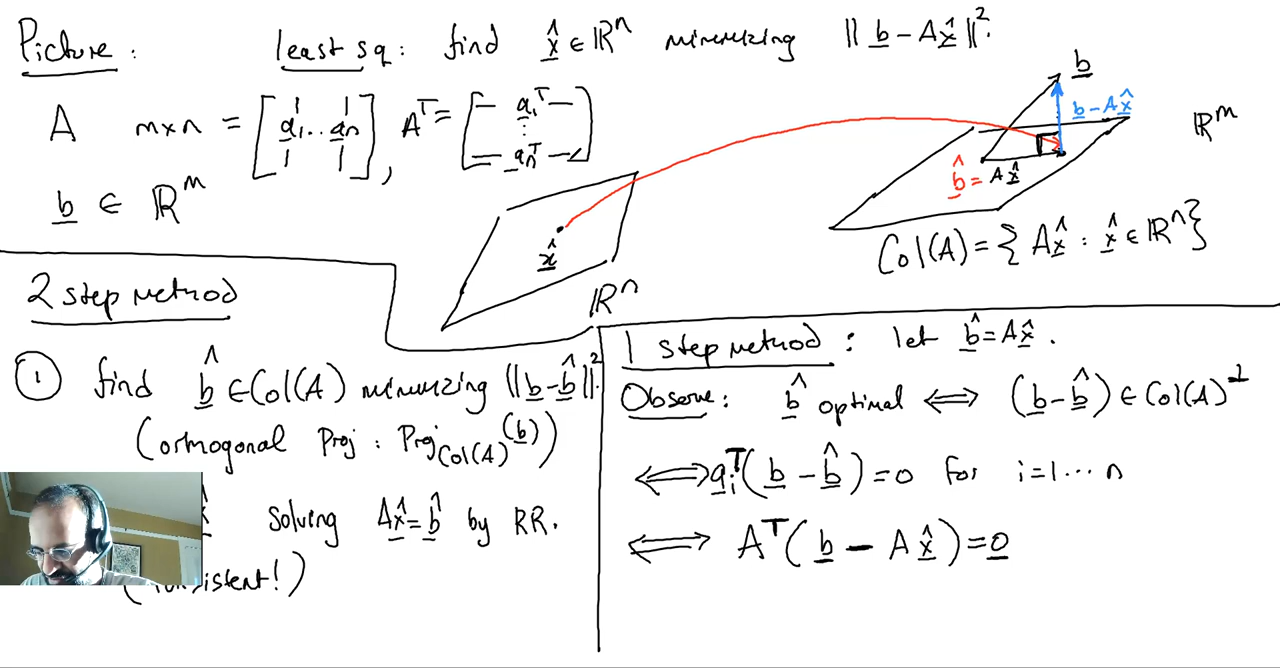 Picture : least sq : find x̂ ∈ ℝⁿ minimizing || b - Ax̂ ||².
A m×n = [ a₁ ... aₙ ] , Aᵀ = [ — a₁ᵀ — ⋮ — aₙᵀ — ]
b ∈ ℝᵐ
x̂
ℝⁿ
b
b - Ax̂
ℝᵐ
b̂ = Ax̂
Col(A) = { Ax̂ : x̂ ∈ ℝⁿ }
2 step method
① find b̂ ∈ Col(A) minimizing || b - b̂ ||².
(orthogonal Proj : Proj_Col(A) (b))
solving Ax̂ = b̂ by RR.
sistent!)
1 step method : let b̂ = Ax̂ .
Observe : b̂ optimal ⟺ (b - b̂) ∈ Col(A)^⊥
⟺ aᵢᵀ(b - b̂) = 0 for i = 1 ... n
⟺ Aᵀ(b - Ax̂) = 0